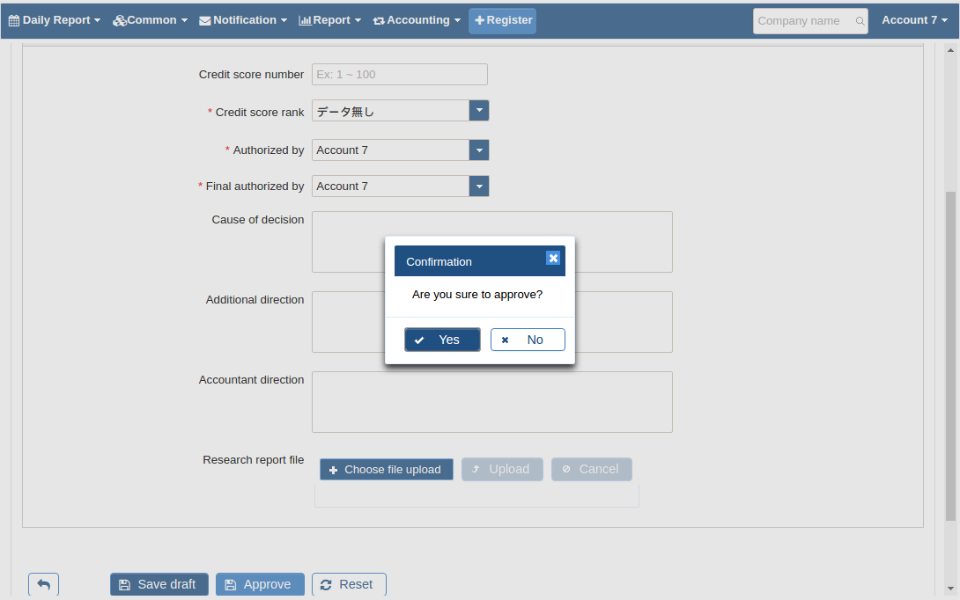 Daily Report Common Notification Report Accounting Register Company name Account 7
Credit score number Ex: 1 ~ 100
* Credit score rank データ無し
* Authorized by Account 7
* Final authorized by Account 7
Cause of decision
Confirmation
Are you sure to approve?
Additional direction
Yes No
Accountant direction
Research report file Choose file upload Upload Cancel
Save draft Approve Reset